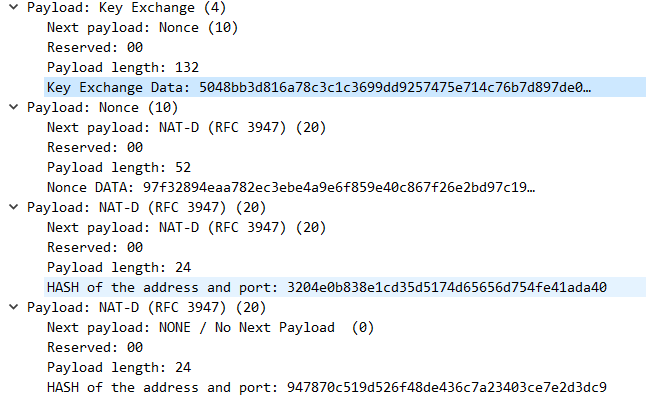 Payload: Key Exchange (4)
Next payload: Nonce (10)
Reserved: 00
Payload length: 132
Key Exchange Data: 5048bb3d816a78c3c1c3699dd9257475e714c76b7d897de0…
Payload: Nonce (10)
Next payload: NAT-D (RFC 3947) (20)
Reserved: 00
Payload length: 52
Nonce DATA: 97f32894eaa782ec3ebe4a9e6f859e40c867f26e2bd97c19…
Payload: NAT-D (RFC 3947) (20)
Next payload: NAT-D (RFC 3947) (20)
Reserved: 00
Payload length: 24
HASH of the address and port: 3204e0b838e1cd35d5174d65656d754fe41ada40
Payload: NAT-D (RFC 3947) (20)
Next payload: NONE / No Next Payload  (0)
Reserved: 00
Payload length: 24
HASH of the address and port: 947870c519d526f48de436c7a23403ce7e2d3dc9